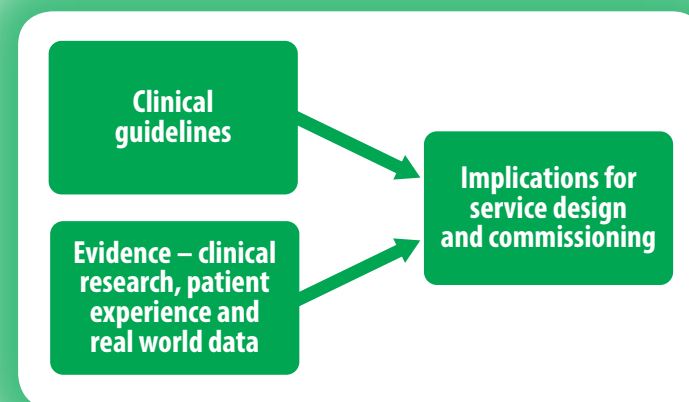 Clinical
guidelines
Evidence – clinical
research, patient
experience and
real world data
Implications for
service design
and commissioning